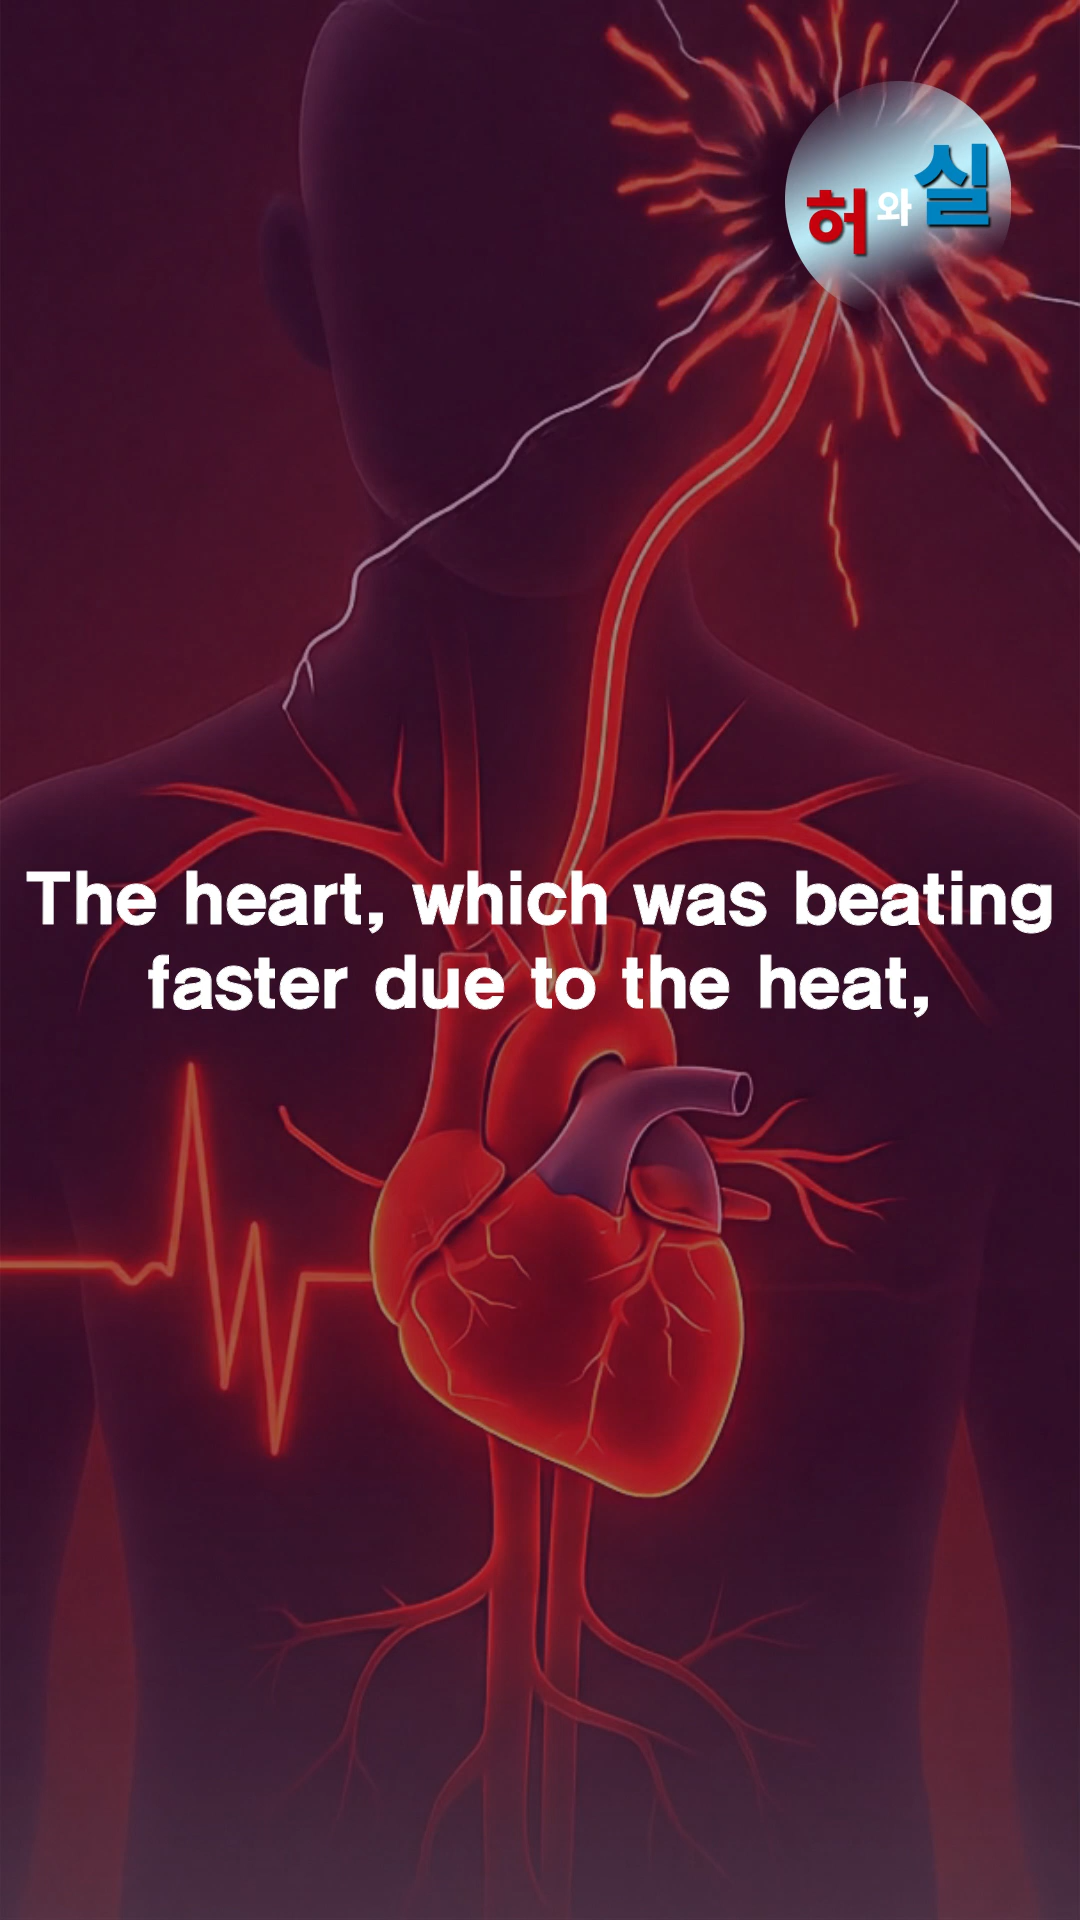 허와실
The heart, which was beating
faster due to the heat,